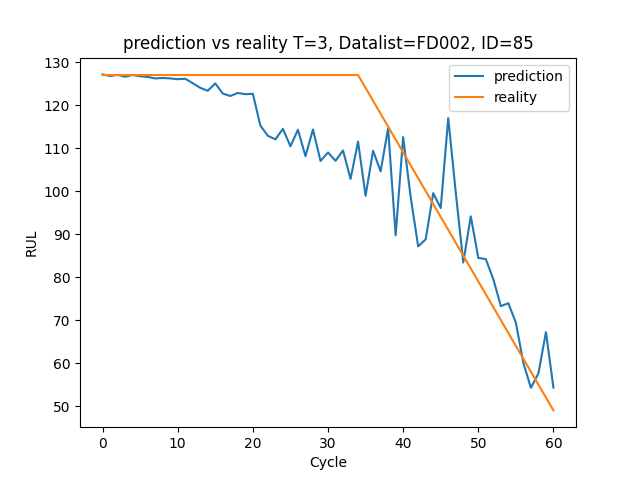 prediction vs reality T=3, Datalist=FD002, ID=85
prediction
reality
130
120
110
100
90
80
70
60
50
RUL
0 10 20 30 40 50 60
Cycle